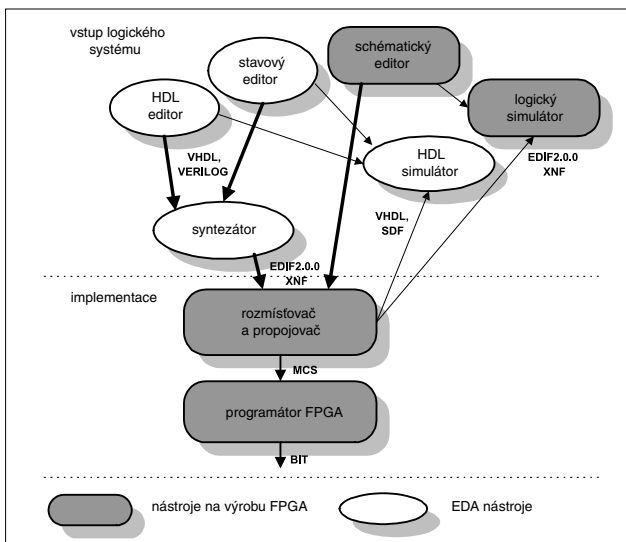 vstup logického
systému
HDL
editor
stavový
editor
schématický
editor
logický
simulátor
VHDL,
VERILOG
HDL
simulátor
EDIF2.0.0
XNF
syntezátor
VHDL,
SDF
EDIF2.0.0
XNF
implementace
rozmísťovač
a propojovač
MCS
programátor FPGA
BIT
nástroje na výrobu FPGA
EDA nástroje